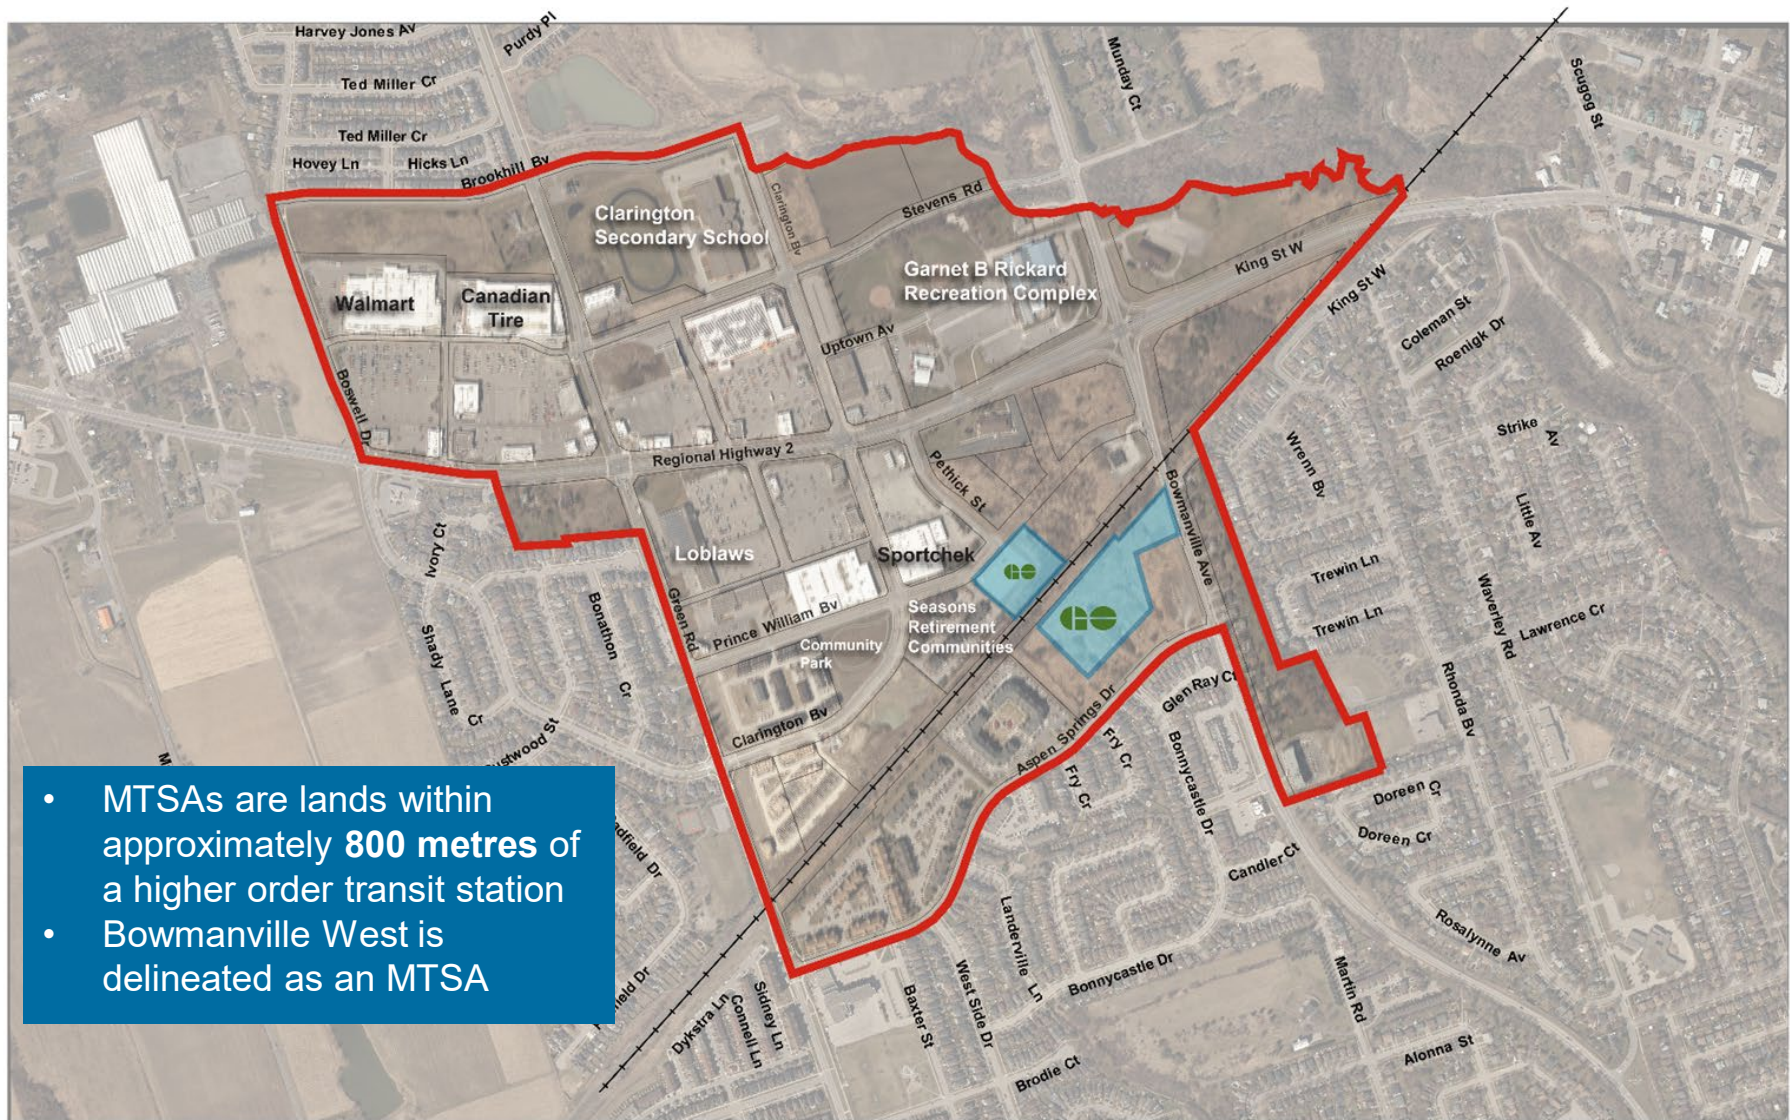 Harvey Jones Av
Purdy Pl
Ted Miller Cr
Ted Miller Cr
Hovey Ln
Hicks Ln
Brookhill Bv
Munday Ct
Scugog St
Clarington
Secondary School
Clarington Bv
Stevens Rd
Garnet B Rickard
Recreation Complex
King St W
King St W
Coleman St
Roenigk Dr
Walmart
Canadian
Tire
Uptown Av
Boswell Dr
Regional Highway 2
Pethick St
Bowmanville Ave
Wrenn Bv
Strike Av
Little Av
Ivory Ct
Loblaws
Sportchek
GO
GO
Trewin Ln
Trewin Ln
Waverley Rd
Lawrence Cr
Shady Lane Cr
Bonathon Cr
Green Rd
Prince William Bv
Community
Park
Seasons
Retirement
Communities
Clarington Bv
Aspen Springs Dr
Glen Ray Ct
Fry Cr
Fry Cr
Bonnycastle Dr
Rhonda Bv
Doreen Cr
Doreen Cr
Candler Ct
Rosalynne Av
Landerville Ln
Bonnycastle Dr
West Side Dr
Baxter St
Martin Rd
Alonna St
Brodie Ct
Sidney Ln
Connell Ln
Dykstra Ln
• MTSAs are lands within
approximately 800 metres of
a higher order transit station
• Bowmanville West is
delineated as an MTSA